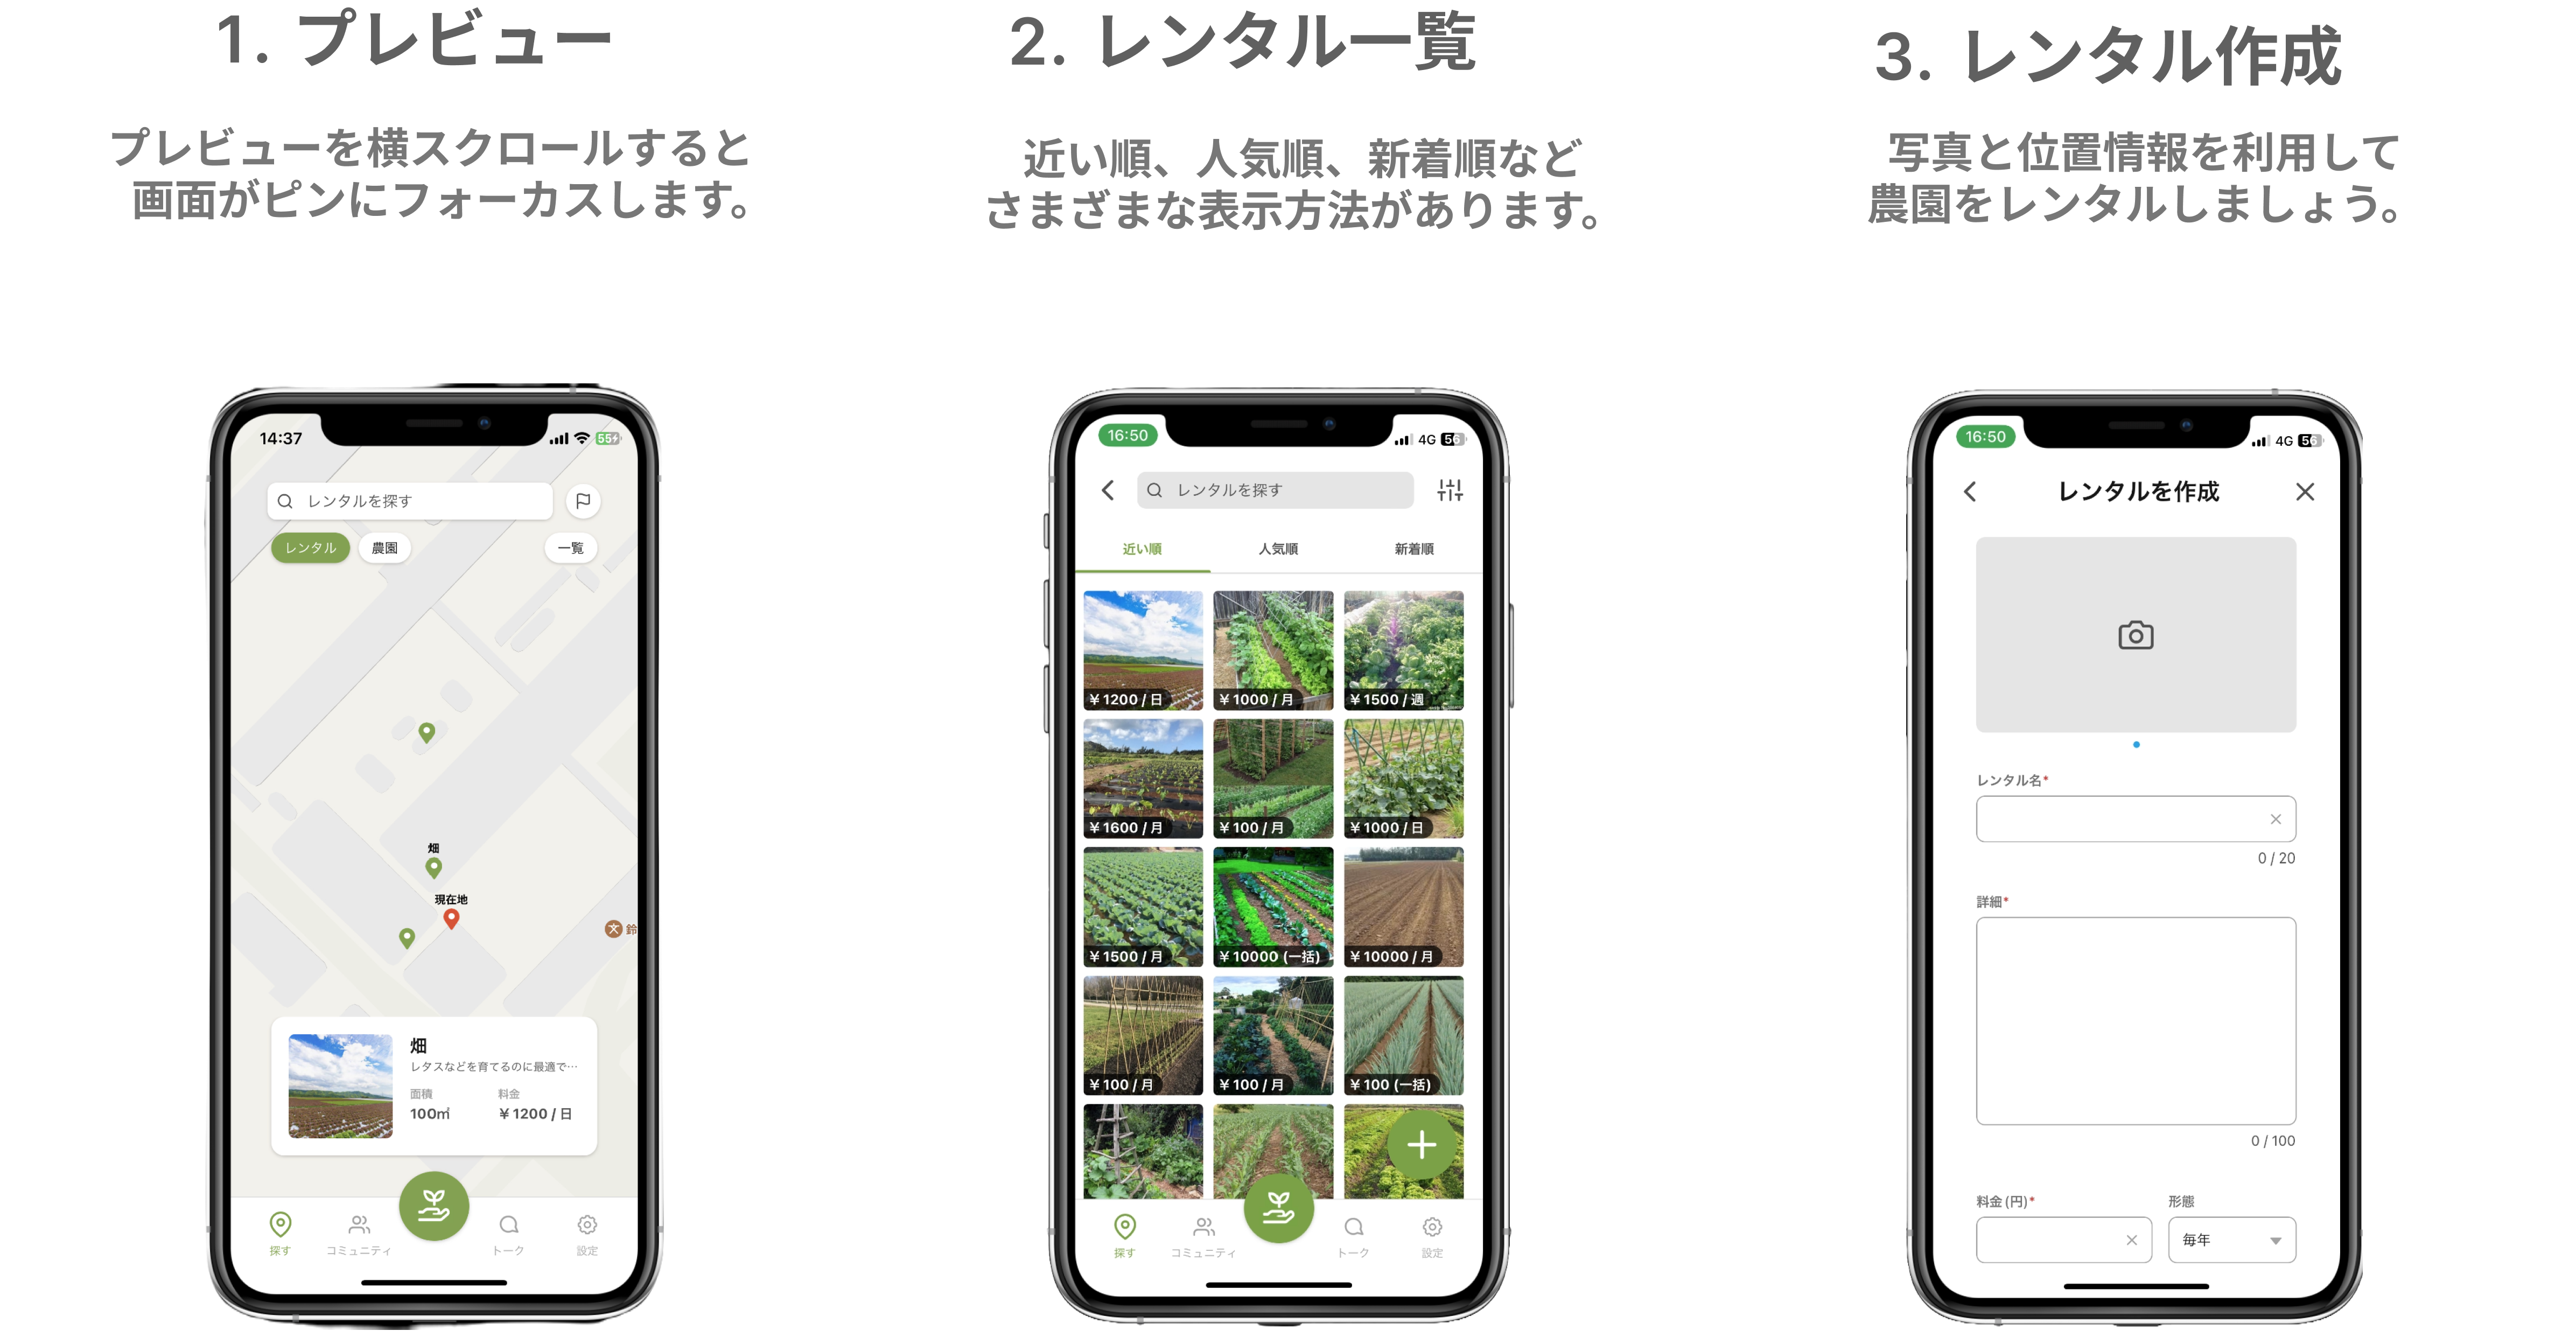 1. プレビュー
プレビューを横スクロールすると
画面がピンにフォーカスします。
14:37
55
レンタルを探す
レンタル
農園
一覧
畑
現在地
文 鈴
畑
レタスなどを育てるのに最適で…
面積
料金
100㎡
¥1200 / 日
探す
コミュニティ
トーク
設定
2. レンタル一覧
近い順、人気順、新着順など
さまざまな表示方法があります。
16:50
4G 56
レンタルを探す
近い順
人気順
新着順
¥1200 / 日
¥1000 / 月
¥1500 / 週
¥1600 / 月
¥100 / 月
¥1000 / 日
¥1500 / 月
¥10000 (一括)
¥10000 / 月
¥100 / 月
¥100 / 月
¥100 (一括)
探す
コミュニティ
トーク
設定
3. レンタル作成
写真と位置情報を利用して
農園をレンタルしましょう。
16:50
4G 56
レンタルを作成
レンタル名*
0 / 20
詳細*
0 / 100
料金 (円)*
形態
毎年